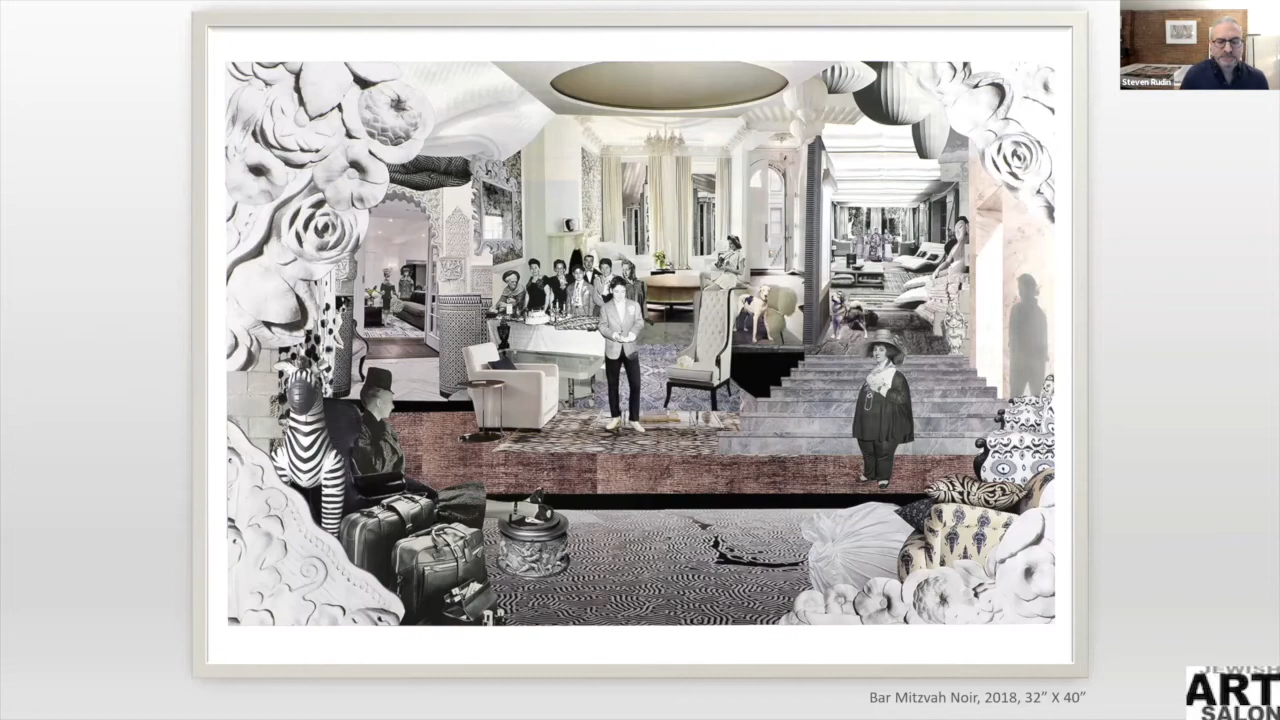 Steven Rudin
Bar Mitzvah Noir, 2018, 32” X 40”
JEWISH
ART
SALON